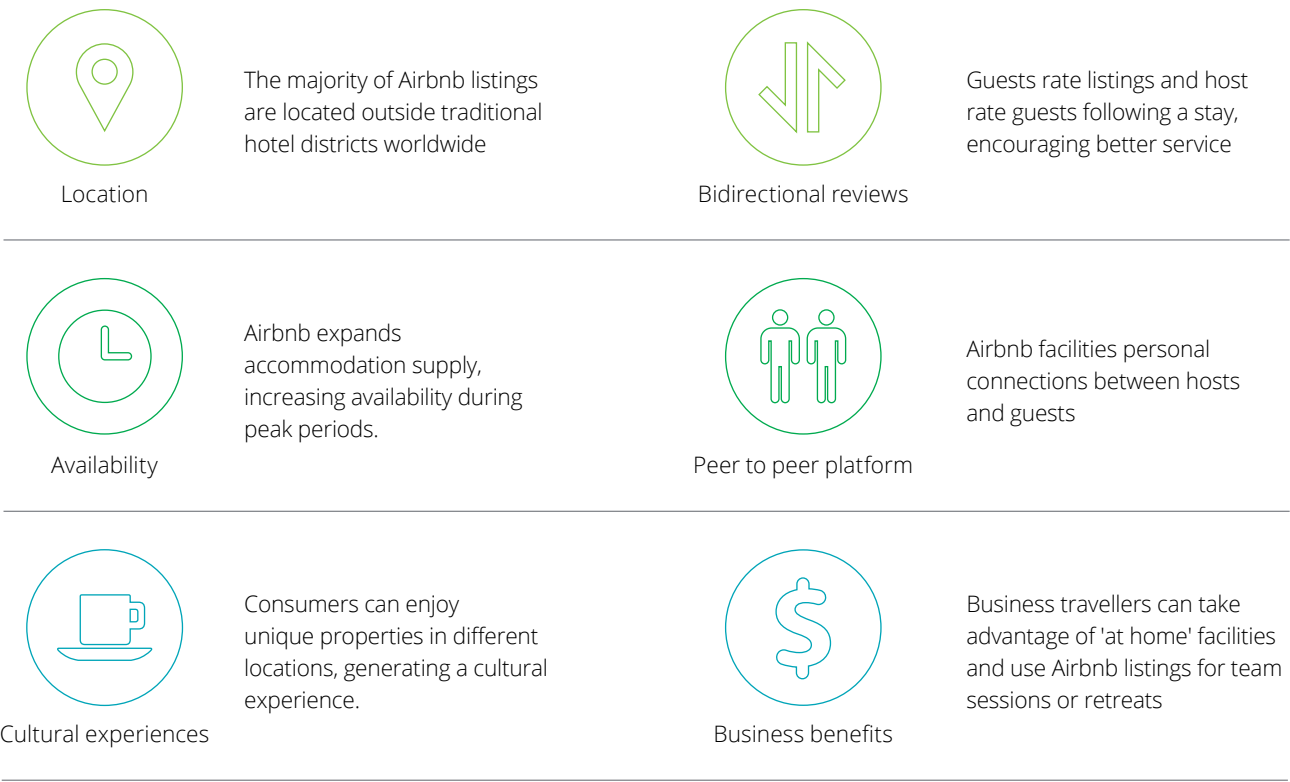 The majority of Airbnb listings
are located outside traditional
hotel districts worldwide
Location
Guests rate listings and host
rate guests following a stay,
encouraging better service
Bidirectional reviews
Airbnb expands
accommodation supply,
increasing availability during
peak periods.
Availability
Airbnb facilities personal
connections between hosts
and guests
Peer to peer platform
Consumers can enjoy
unique properties in different
locations, generating a cultural
experience.
Cultural experiences
Business travellers can take
advantage of 'at home' facilities
and use Airbnb listings for team
sessions or retreats
Business benefits